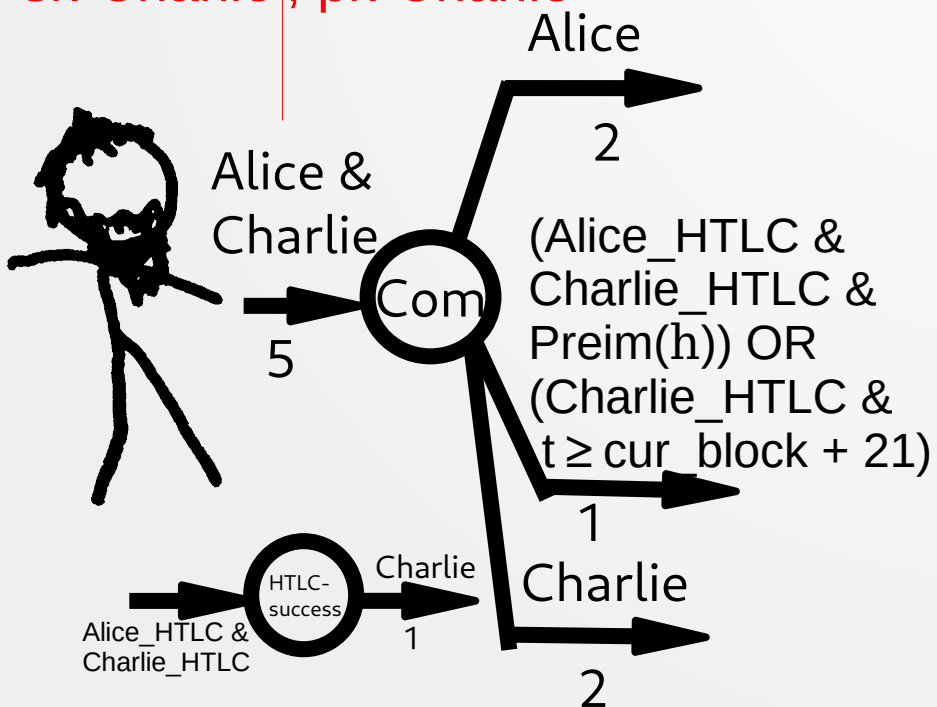 Alice
2
Alice &
Charlie
5
Com
(Alice_HTLC &
Charlie_HTLC &
Preim(h)) OR
(Charlie_HTLC &
t ≥ cur_block + 21)
1
Charlie
2
HTLC-
success
Charlie
1
Alice_HTLC &
Charlie_HTLC